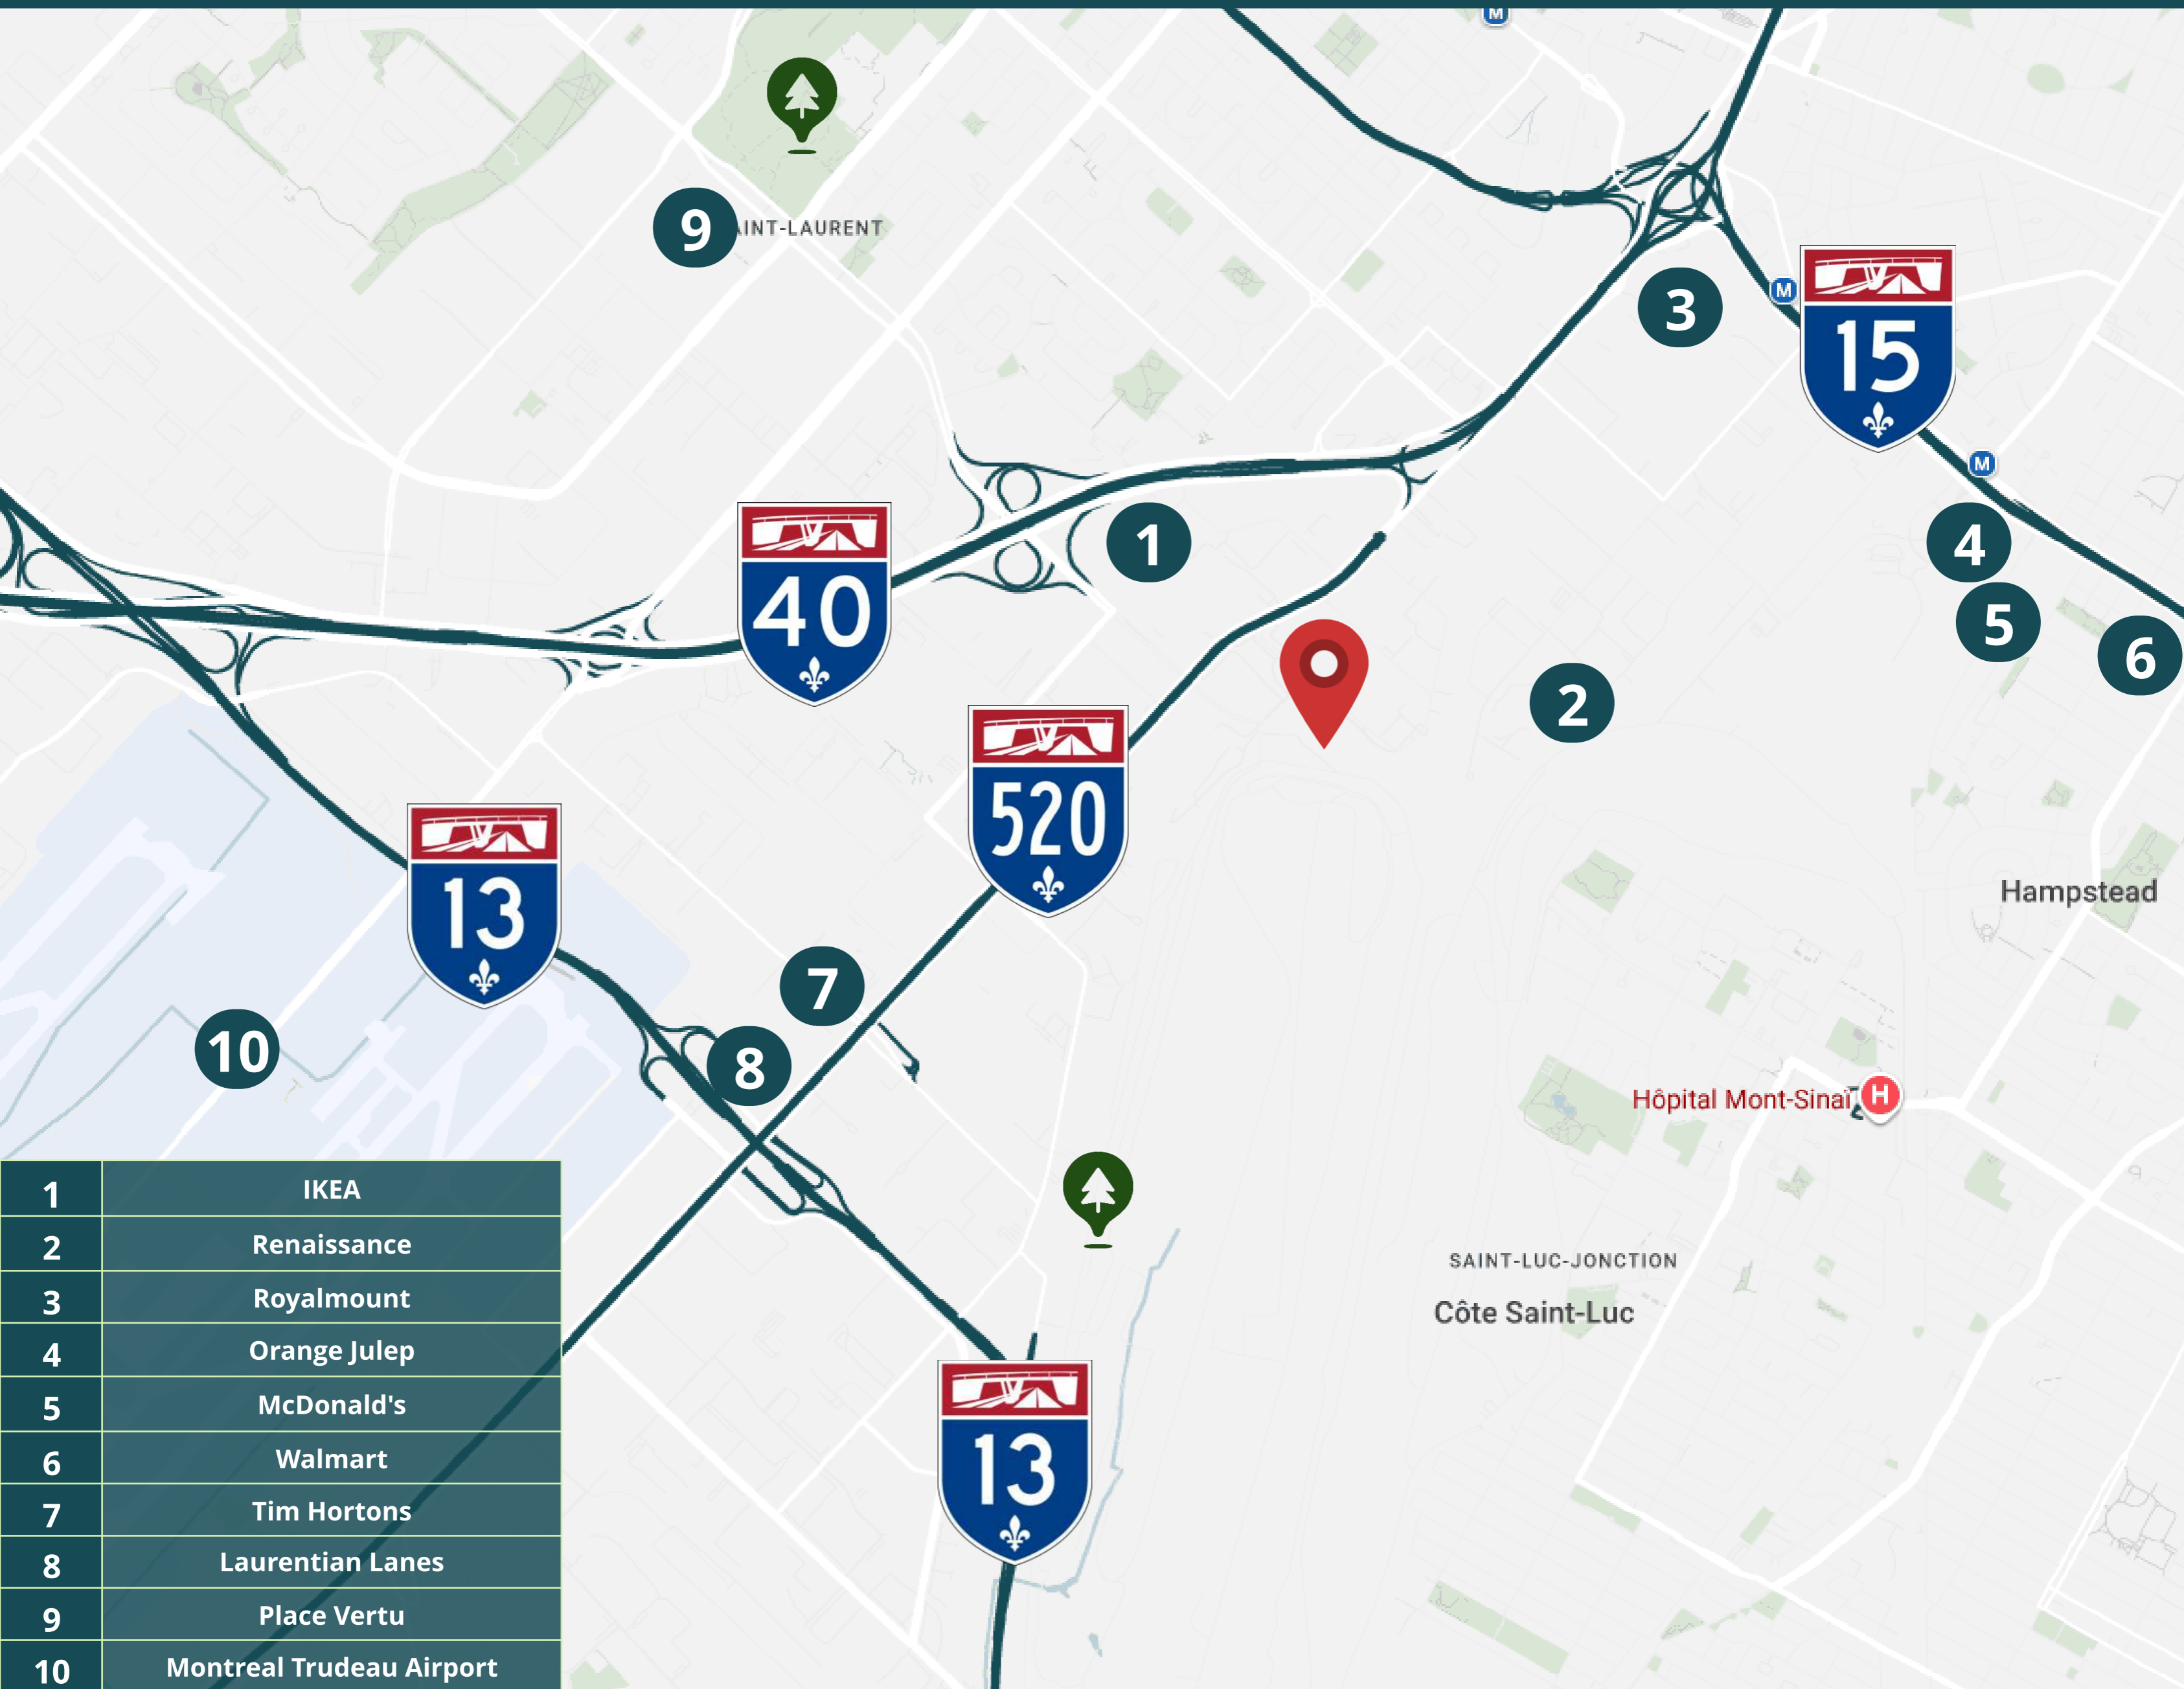 M
9
AINT-LAURENT
3
M
15
M
40
1
4
5
6
2
520
13
Hampstead
7
10
8
Hôpital Mont-Sinaï H
SAINT-LUC-JONCTION
Côte Saint-Luc
13
1 IKEA
2 Renaissance
3 Royalmount
4 Orange Julep
5 McDonald's
6 Walmart
7 Tim Hortons
8 Laurentian Lanes
9 Place Vertu
10 Montreal Trudeau Airport